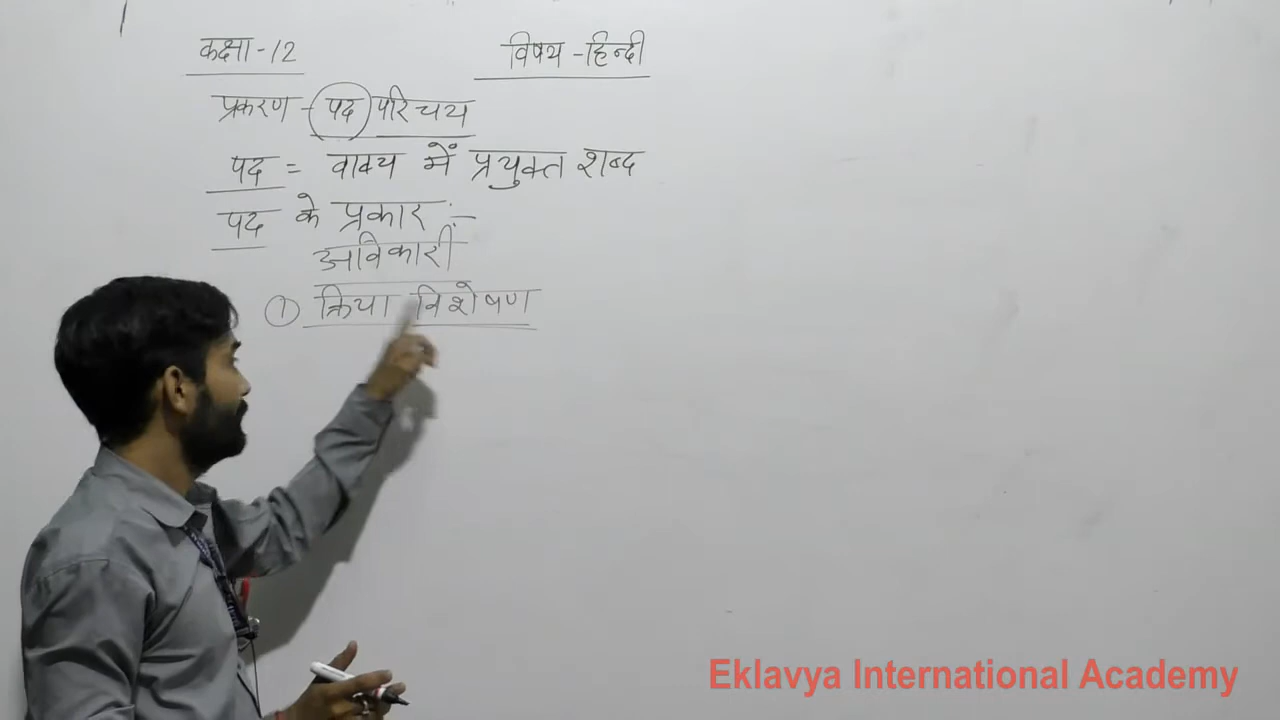 कक्षा -12
विषय -हिन्दी
प्रकरण - पद परिचय
पद = वाक्य में प्रयुक्त शब्द
पद के प्रकार :-
अविकारी
① क्रिया विशेषण
Eklavya International Academy